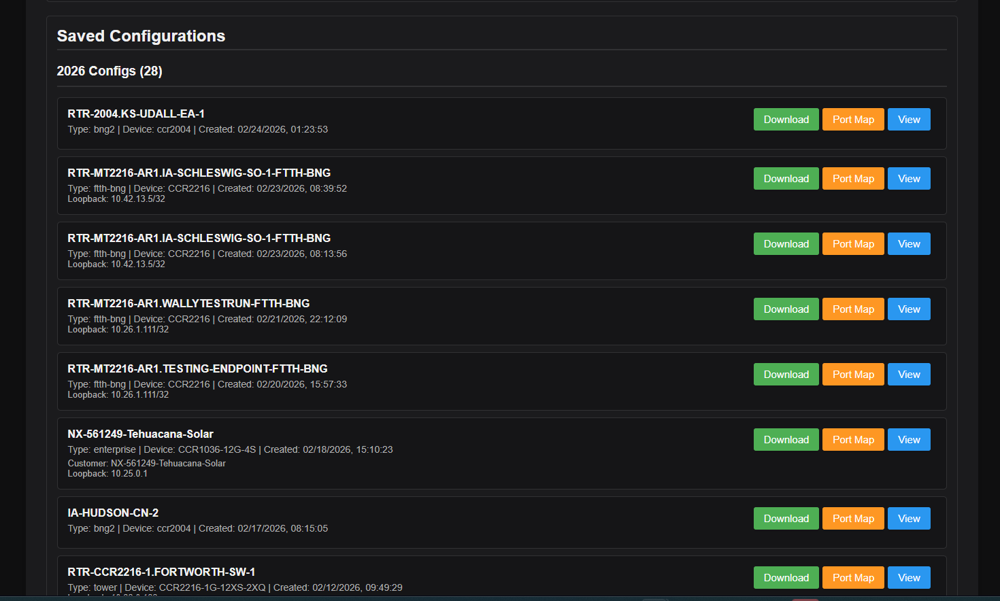 Saved Configurations
2026 Configs (28)
RTR-2004.KS-UDALL-EA-1
Type: bng2 | Device: ccr2004 | Created: 02/24/2026, 01:23:53
Download Port Map View
RTR-MT2216-AR1.IA-SCHLESWIG-SO-1-FTTH-BNG
Type: ftth-bng | Device: CCR2216 | Created: 02/23/2026, 08:39:52
Loopback: 10.42.13.5/32
Download Port Map View
RTR-MT2216-AR1.IA-SCHLESWIG-SO-1-FTTH-BNG
Type: ftth-bng | Device: CCR2216 | Created: 02/23/2026, 08:13:56
Loopback: 10.42.13.5/32
Download Port Map View
RTR-MT2216-AR1.WALLYTESTRUN-FTTH-BNG
Type: ftth-bng | Device: CCR2216 | Created: 02/21/2026, 22:12:09
Loopback: 10.26.1.111/32
Download Port Map View
RTR-MT2216-AR1.TESTING-ENDPOINT-FTTH-BNG
Type: ftth-bng | Device: CCR2216 | Created: 02/20/2026, 15:57:33
Loopback: 10.26.1.111/32
Download Port Map View
NX-561249-Tehuacana-Solar
Type: enterprise | Device: CCR1036-12G-4S | Created: 02/18/2026, 15:10:23
Customer: NX-561249-Tehuacana-Solar
Loopback: 10.25.0.1
Download Port Map View
IA-HUDSON-CN-2
Type: bng2 | Device: ccr2004 | Created: 02/17/2026, 08:15:05
Download Port Map View
RTR-CCR2216-1.FORTWORTH-SW-1
Type: tower | Device: CCR2216-1G-12XS-2XQ | Created: 02/12/2026, 09:49:29
Download Port Map View